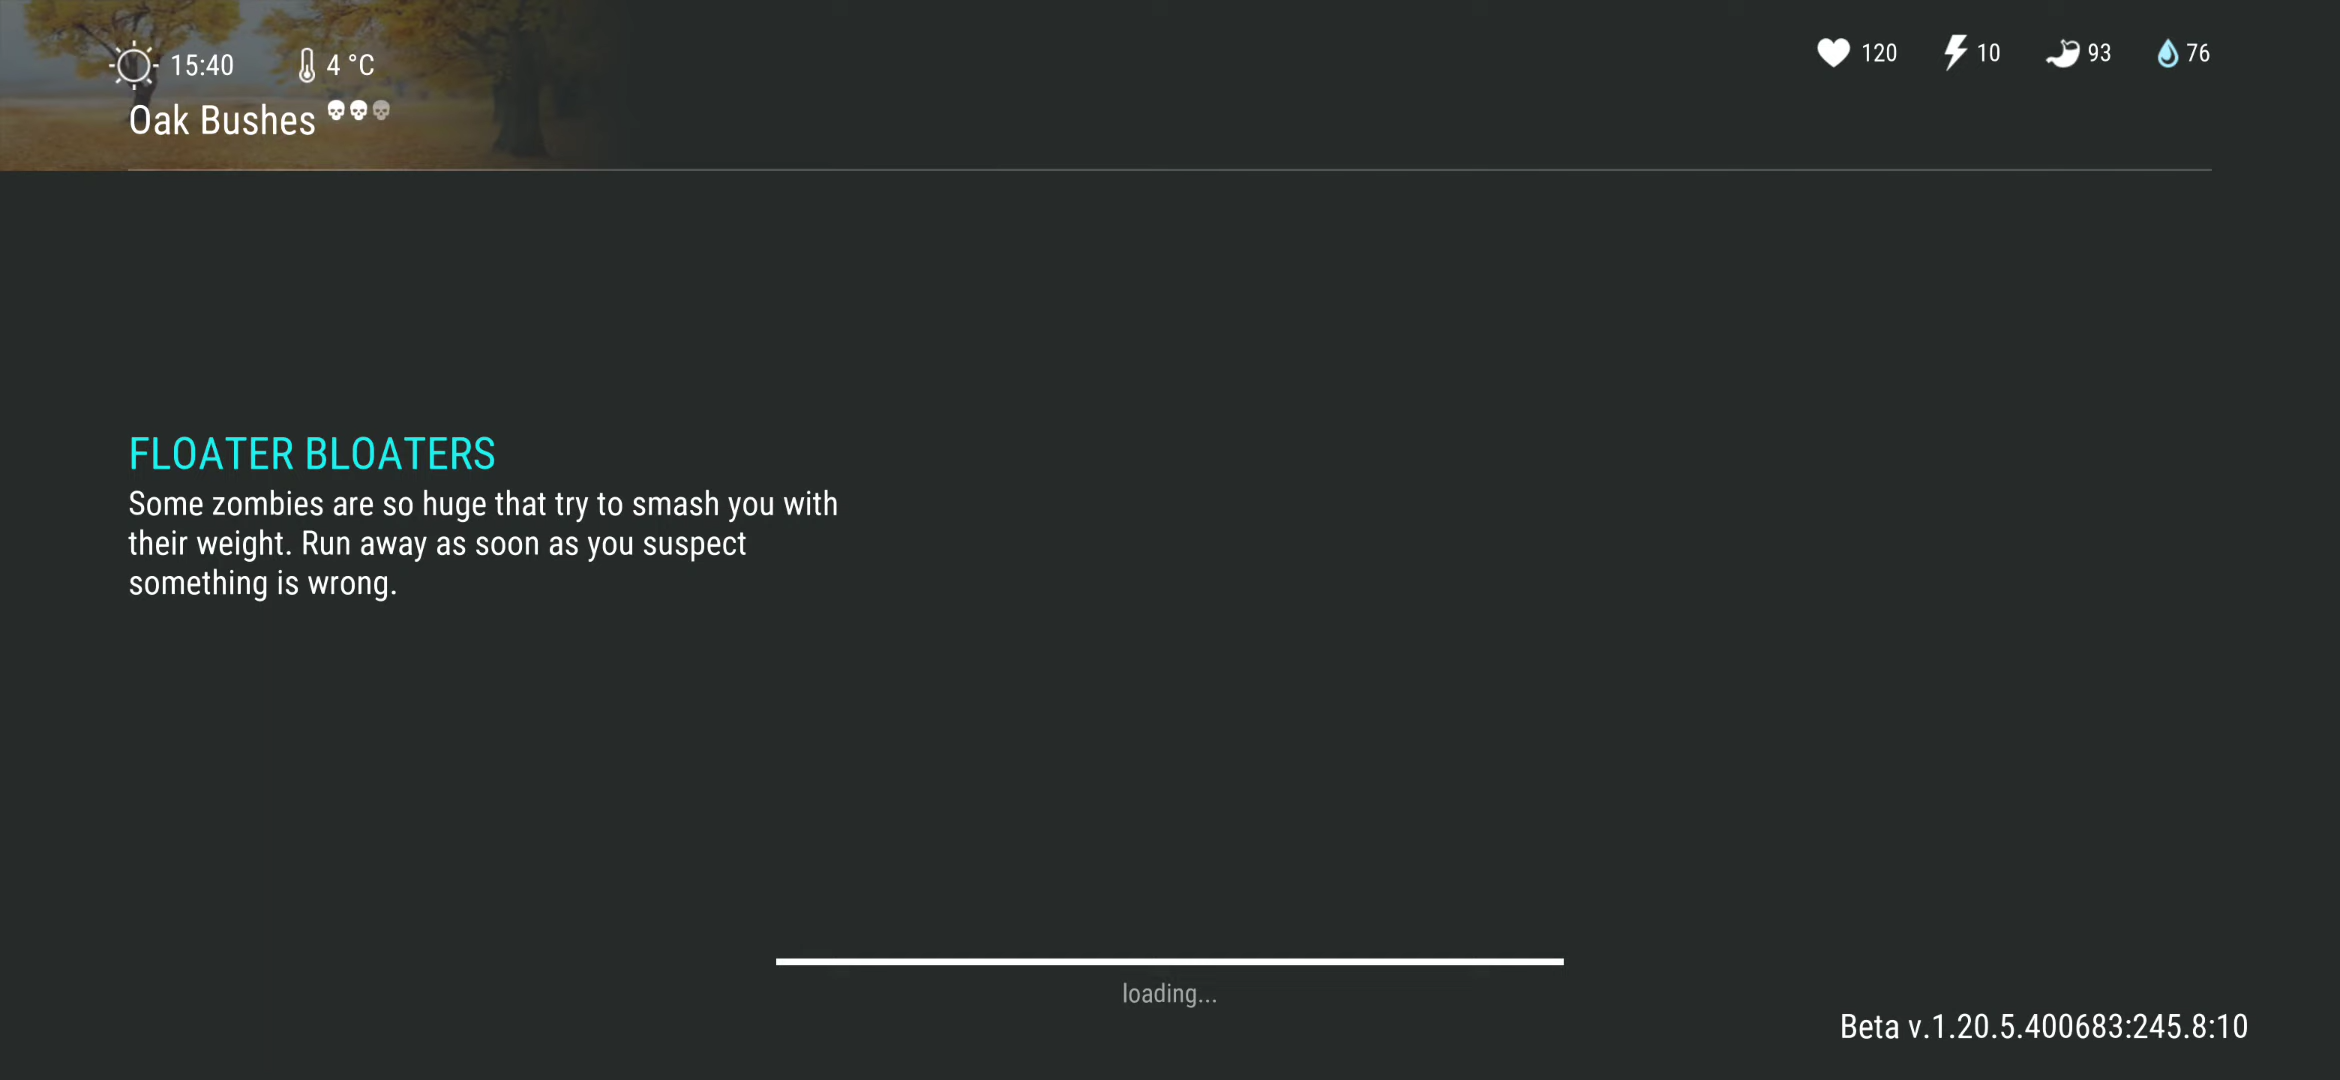 15:40 4 °C
120 10 93 76
Oak Bushes
FLOATER BLOATERS
Some zombies are so huge that try to smash you with
their weight. Run away as soon as you suspect
something is wrong.
loading...
Beta v.1.20.5.400683:245.8:10